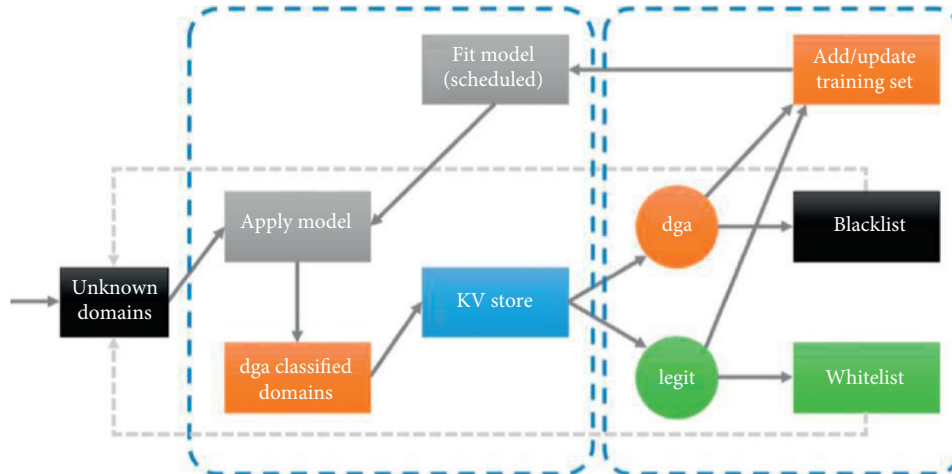 Fit model
(scheduled)
Add/update
training set
Apply model
dga
Blacklist
Unknown
domains
KV store
dga classified
domains
legit
Whitelist